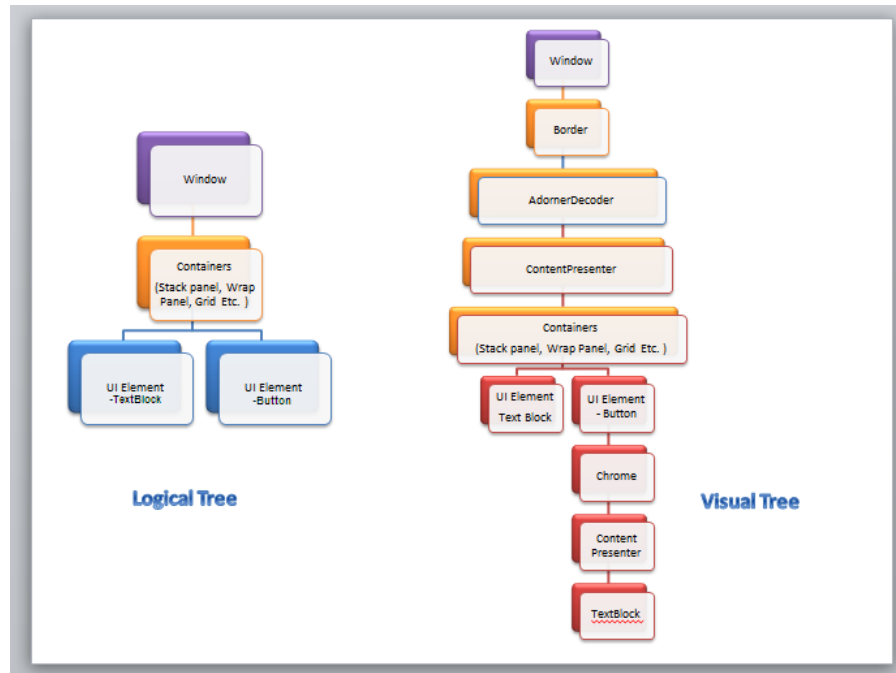 Window
Containers
(Stack panel, Wrap
Panel, Grid Etc. )
UI Element
-TextBlock
UI Element
-Button
Logical Tree
Window
Border
AdornerDecoder
ContentPresenter
Containers
(Stack panel, Wrap Panel, Grid Etc. )
UI Element
Text Block
UI Element
- Button
Chrome
Content
Presenter
TextBlock
Visual Tree